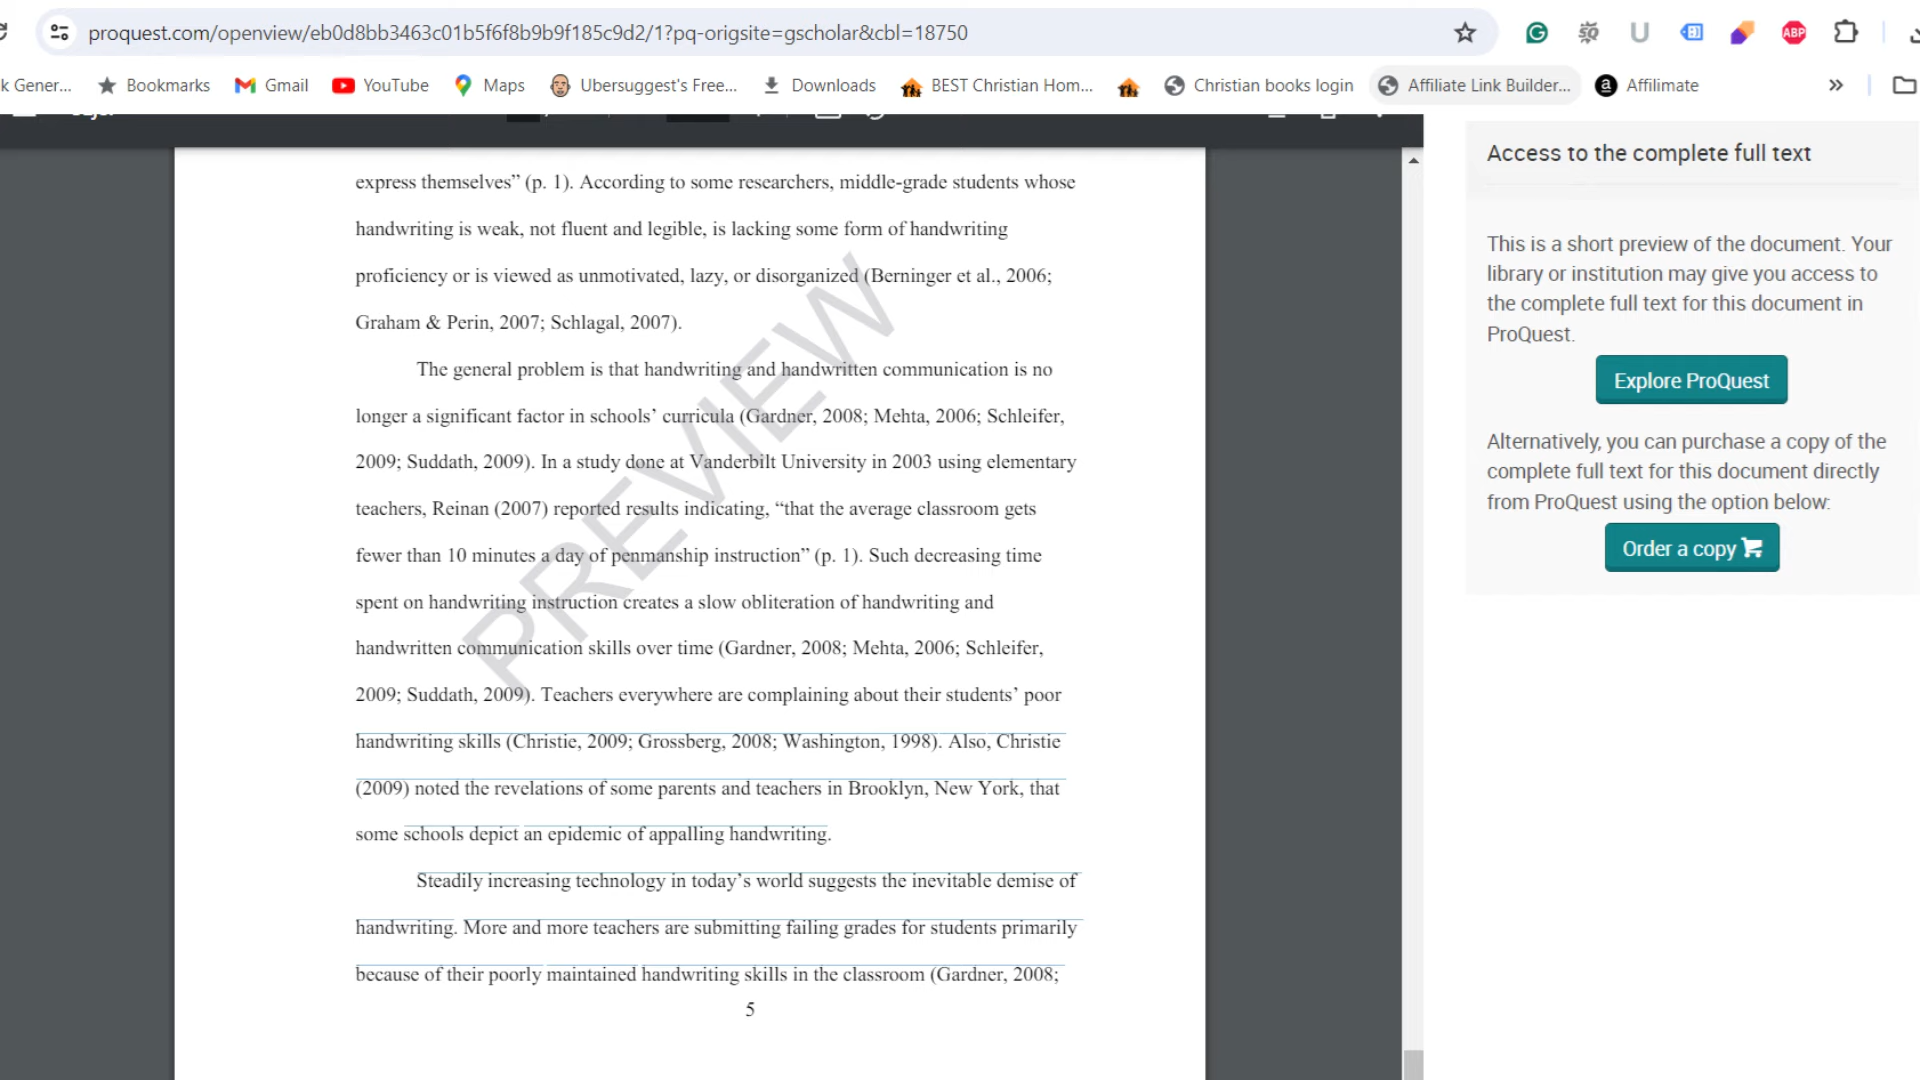 proquest.com/openview/eb0d8bb3463c01b5f6f8b9b9f185c9d2/1?pq-origsite=gscholar&cbl=18750
k Gener... Bookmarks Gmail YouTube Maps Ubersuggest's Free... Downloads BEST Christian Hom... Christian books login Affiliate Link Builder... Affilimate
express themselves” (p. 1). According to some researchers, middle-grade students whose
handwriting is weak, not fluent and legible, is lacking some form of handwriting
proficiency or is viewed as unmotivated, lazy, or disorganized (Berninger et al., 2006;
Graham & Perin, 2007; Schlagal, 2007).
The general problem is that handwriting and handwritten communication is no
longer a significant factor in schools’ curricula (Gardner, 2008; Mehta, 2006; Schleifer,
2009; Suddath, 2009). In a study done at Vanderbilt University in 2003 using elementary
teachers, Reinan (2007) reported results indicating, “that the average classroom gets
fewer than 10 minutes a day of penmanship instruction” (p. 1). Such decreasing time
spent on handwriting instruction creates a slow obliteration of handwriting and
handwritten communication skills over time (Gardner, 2008; Mehta, 2006; Schleifer,
2009; Suddath, 2009). Teachers everywhere are complaining about their students’ poor
handwriting skills (Christie, 2009; Grossberg, 2008; Washington, 1998). Also, Christie
(2009) noted the revelations of some parents and teachers in Brooklyn, New York, that
some schools depict an epidemic of appalling handwriting.
Steadily increasing technology in today’s world suggests the inevitable demise of
handwriting. More and more teachers are submitting failing grades for students primarily
because of their poorly maintained handwriting skills in the classroom (Gardner, 2008;
5
PREVIEW
Access to the complete full text
This is a short preview of the document. Your
library or institution may give you access to
the complete full text for this document in
ProQuest.
Explore ProQuest
Alternatively, you can purchase a copy of the
complete full text for this document directly
from ProQuest using the option below:
Order a copy
ABP